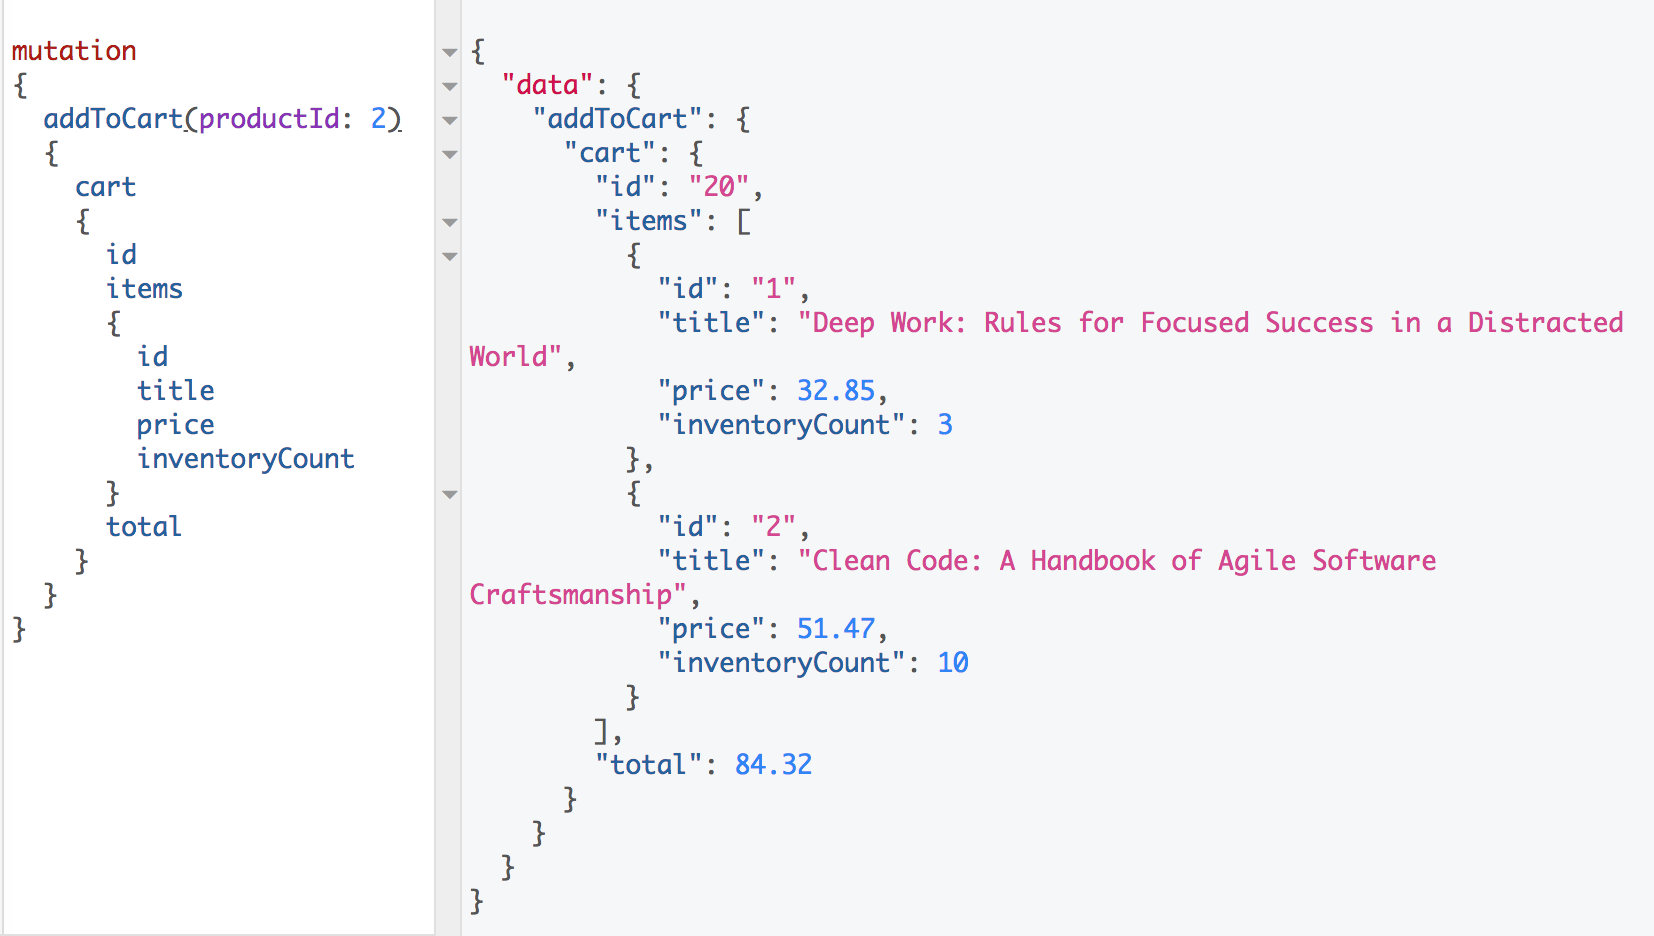 mutation
{
  addToCart(productId: 2)
  {
    cart
    {
      id
      items
      {
        id
        title
        price
        inventoryCount
      }
      total
    }
  }
}
{
  "data": {
    "addToCart": {
      "cart": {
        "id": "20",
        "items": [
          {
            "id": "1",
            "title": "Deep Work: Rules for Focused Success in a Distracted
World",
            "price": 32.85,
            "inventoryCount": 3
          },
          {
            "id": "2",
            "title": "Clean Code: A Handbook of Agile Software
Craftsmanship",
            "price": 51.47,
            "inventoryCount": 10
          }
        ],
        "total": 84.32
      }
    }
  }
}